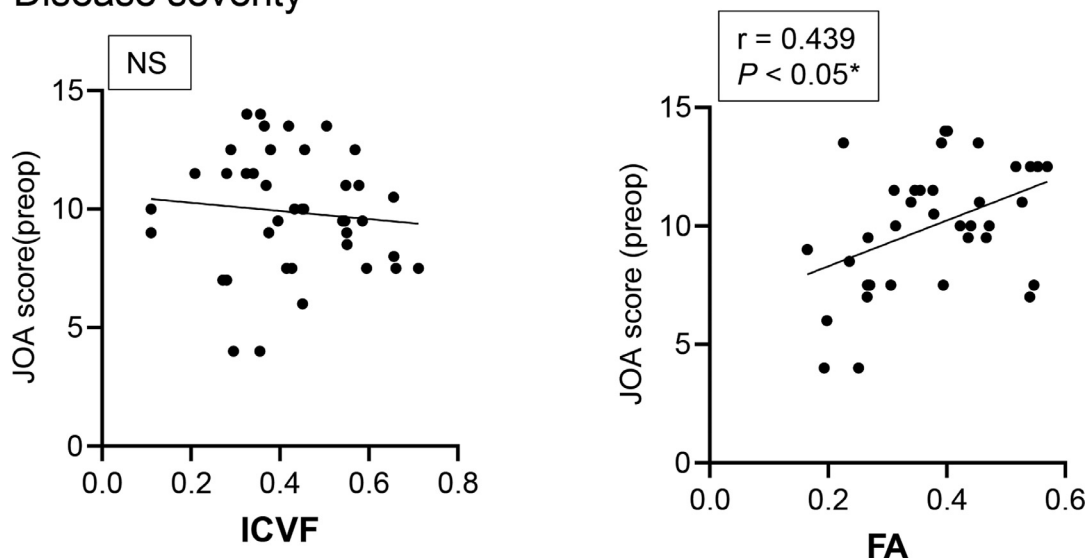 Disease severity
NS
15
10
5
0
JOA score(preop)
0.0 0.2 0.4 0.6 0.8
ICVF
r = 0.439
P < 0.05*
15
10
5
0
JOA score (preop)
0.0 0.2 0.4 0.6
FA